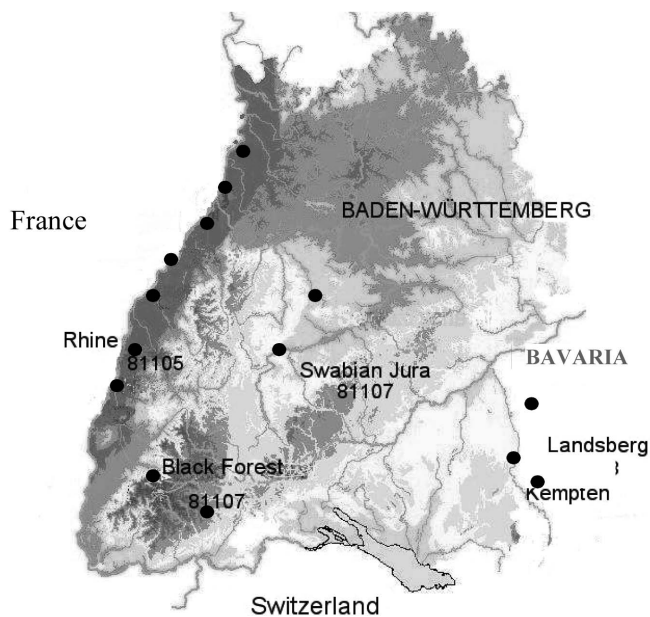 BADEN-WÜRTTEMBERG
France
Rhine
81105
BAVARIA
Swabian Jura
81107
Landsberg
Black Forest
Kempten
81107
Switzerland